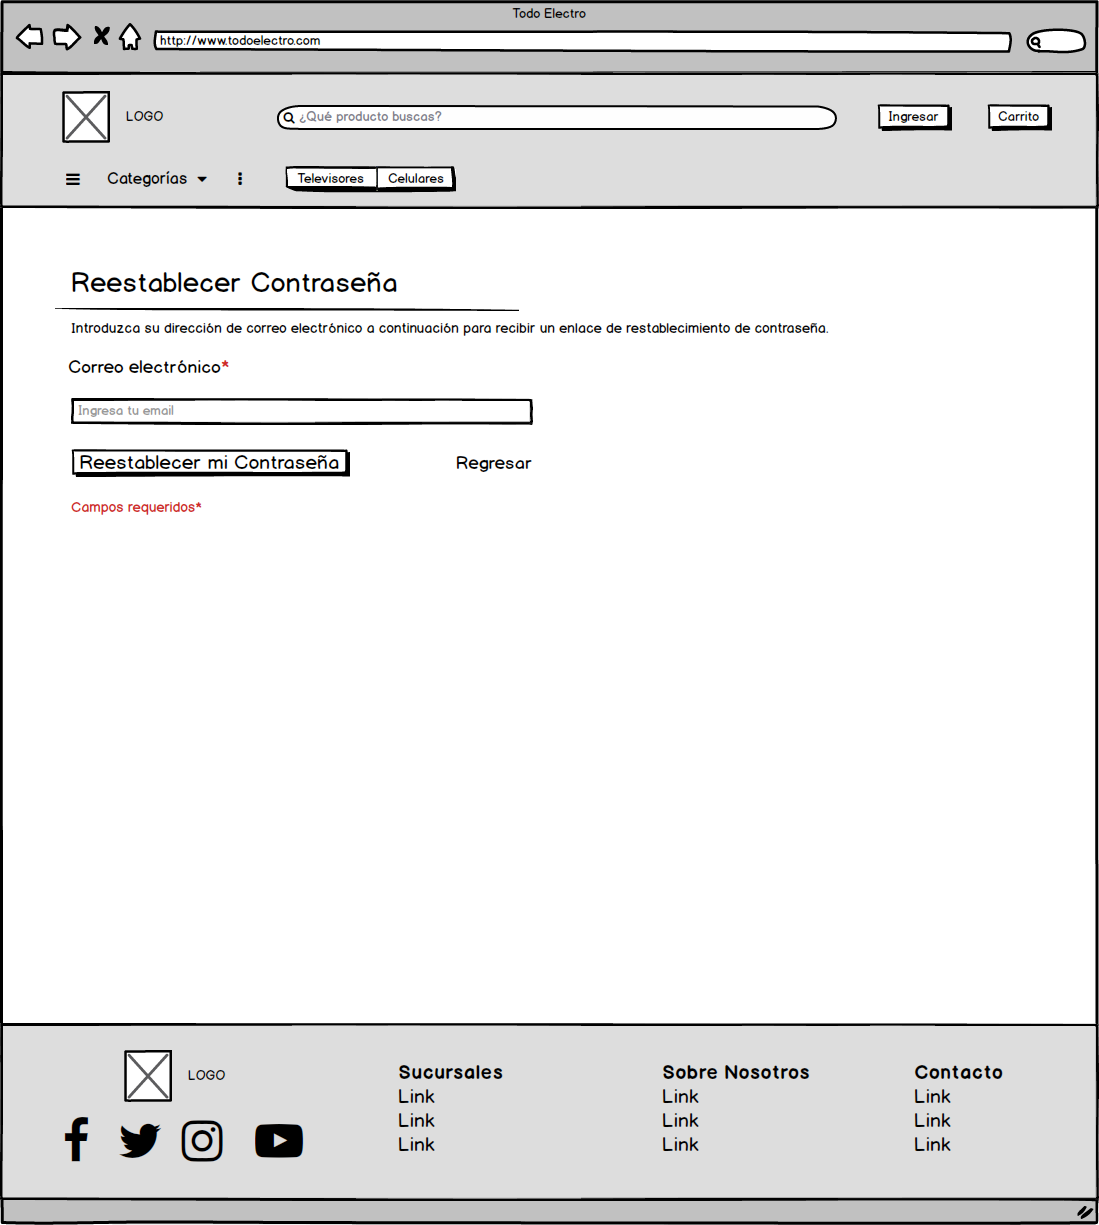 Todo Electro
http://www.todoelectro.com
LOGO
¿Qué producto buscas?
Ingresar
Carrito
Categorías
Televisores
Celulares
Reestablecer Contraseña
Introduzca su dirección de correo electrónico a continuación para recibir un enlace de restablecimiento de contraseña.
Correo electrónico*
Ingresa tu email
Reestablecer mi Contraseña
Regresar
Campos requeridos*
LOGO
Sucursales
Link
Link
Link
Sobre Nosotros
Link
Link
Link
Contacto
Link
Link
Link